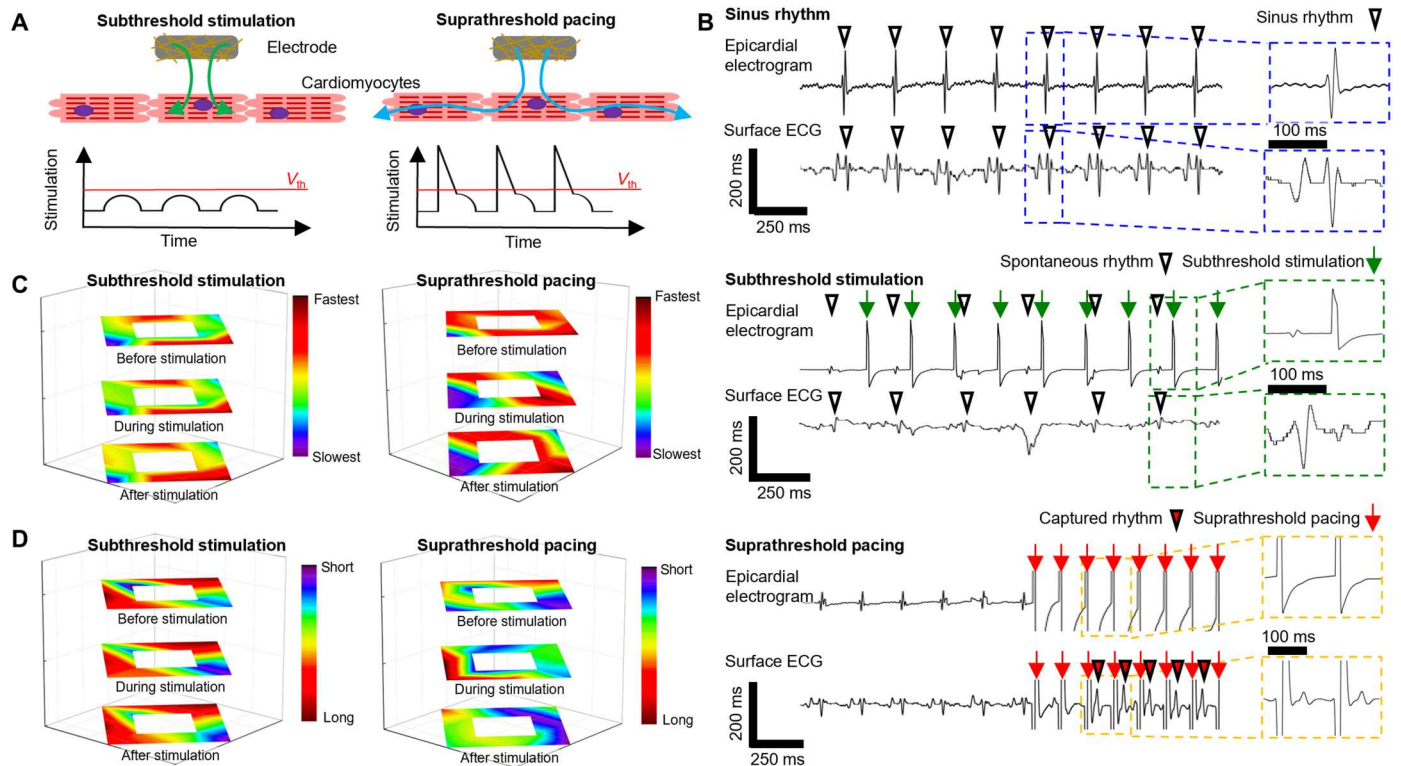 A
Subthreshold stimulation
Suprathreshold pacing
Electrode
Cardiomyocytes
Stimulation
Vth
Time
Stimulation
Vth
Time
B
Sinus rhythm
Sinus rhythm
Epicardial
electrogram
Surface ECG
200 ms
250 ms
100 ms
Subthreshold stimulation
Spontaneous rhythm
Subthreshold stimulation
Epicardial
electrogram
Surface ECG
200 ms
250 ms
100 ms
Captured rhythm
Suprathreshold pacing
Suprathreshold pacing
Epicardial
electrogram
Surface ECG
200 ms
250 ms
100 ms
C
Subthreshold stimulation
Fastest
Before stimulation
During stimulation
Slowest
After stimulation
Suprathreshold pacing
Fastest
Before stimulation
During stimulation
Slowest
After stimulation
D
Subthreshold stimulation
Short
Before stimulation
During stimulation
Long
After stimulation
Suprathreshold pacing
Short
Before stimulation
During stimulation
Long
After stimulation